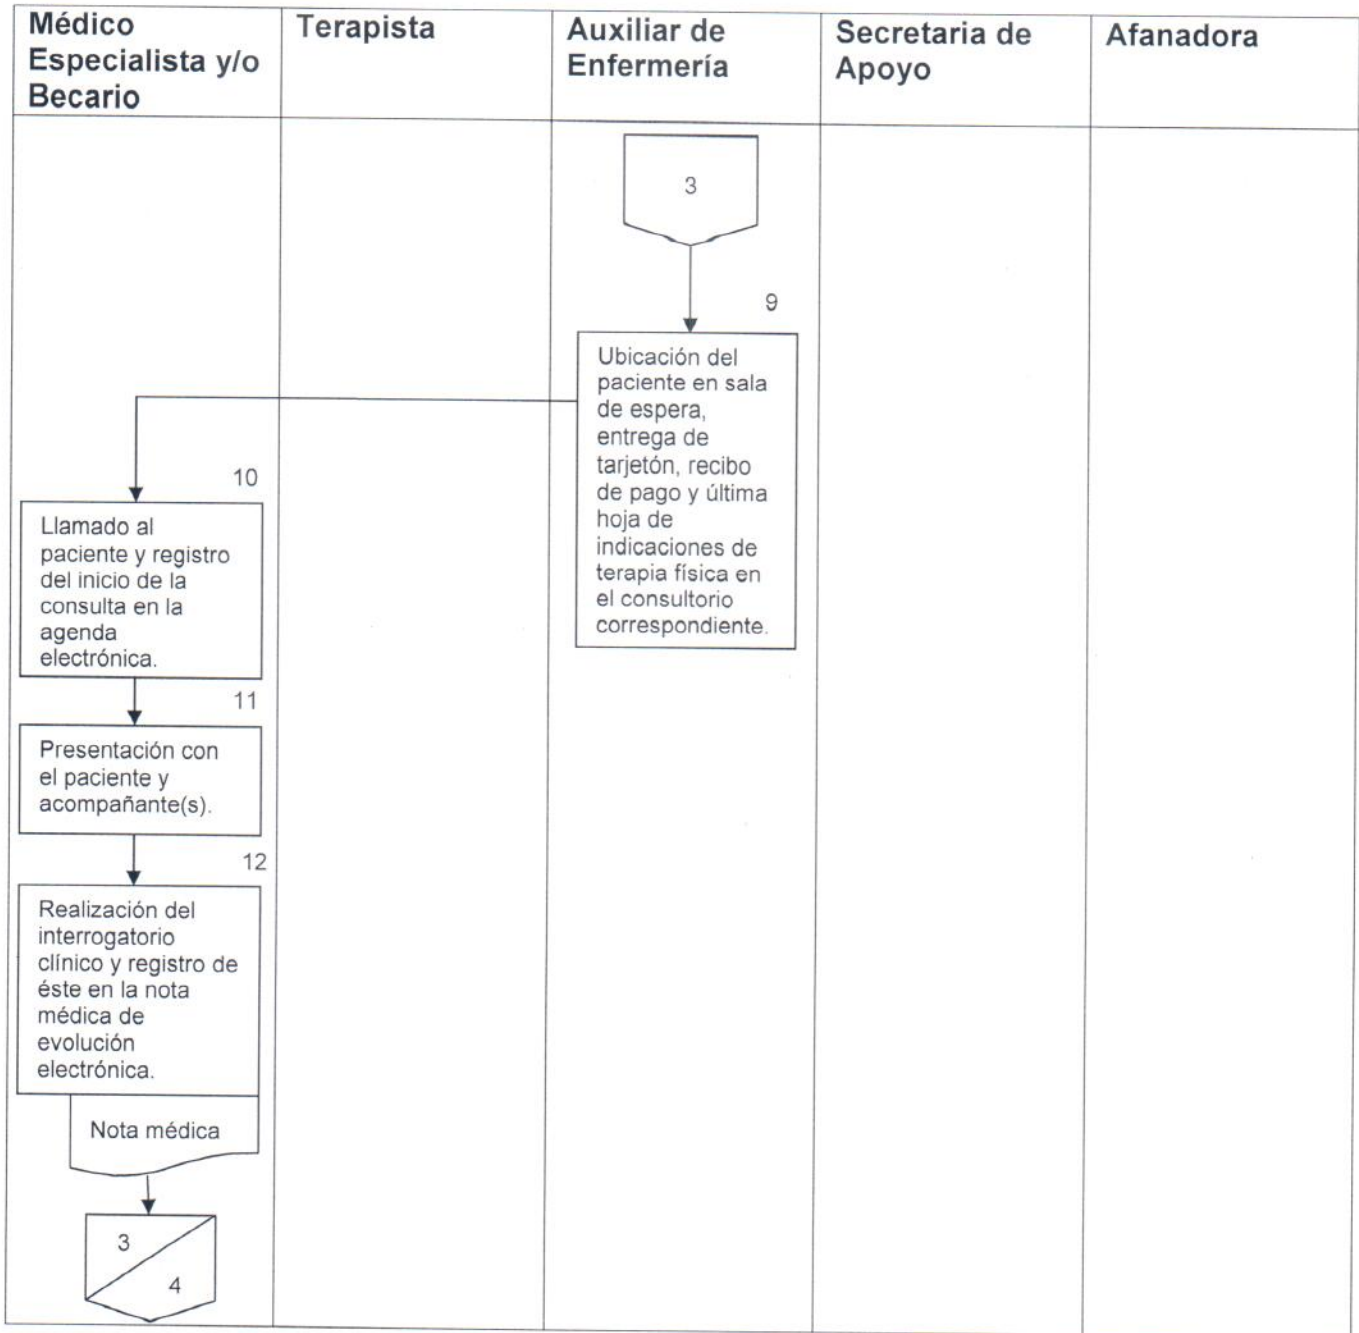 Médico
Especialista y/o
Becario
Terapista
Auxiliar de
Enfermería
Secretaria de
Apoyo
Afanadora
3
9
Ubicación del
paciente en sala
de espera,
entrega de
tarjetón, recibo
de pago y última
hoja de
indicaciones de
terapia física en
el consultorio
correspondiente.
10
Llamado al
paciente y registro
del inicio de la
consulta en la
agenda
electrónica.
11
Presentación con
el paciente y
acompañante(s).
12
Realización del
interrogatorio
clínico y registro de
éste en la nota
médica de
evolución
electrónica.
Nota médica
3
4